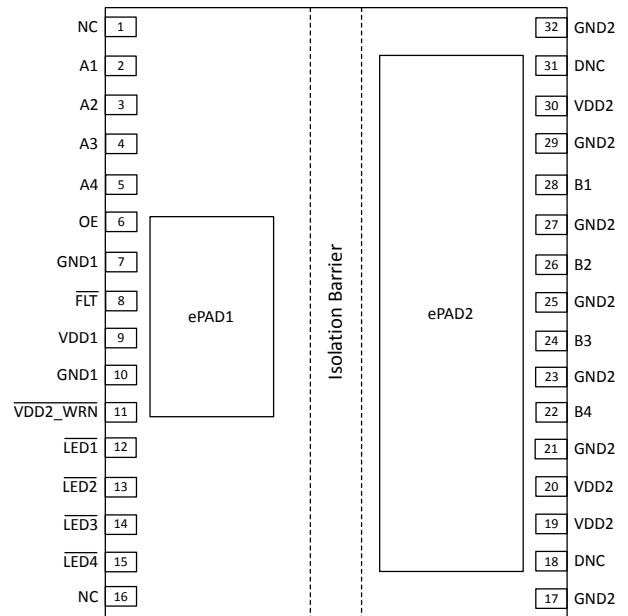 NC 1 32 GND2
A1 2 31 DNC
A2 3 30 VDD2
A3 4 29 GND2
A4 5 28 B1
OE 6 27 GND2
GND1 7 26 B2
FLT 8 25 GND2
VDD1 9 24 B3
GND1 10 23 GND2
VDD2_WRN 11 22 B4
LED1 12 21 GND2
LED2 13 20 VDD2
LED3 14 19 VDD2
LED4 15 18 DNC
NC 16 17 GND2
ePAD1
Isolation Barrier
ePAD2